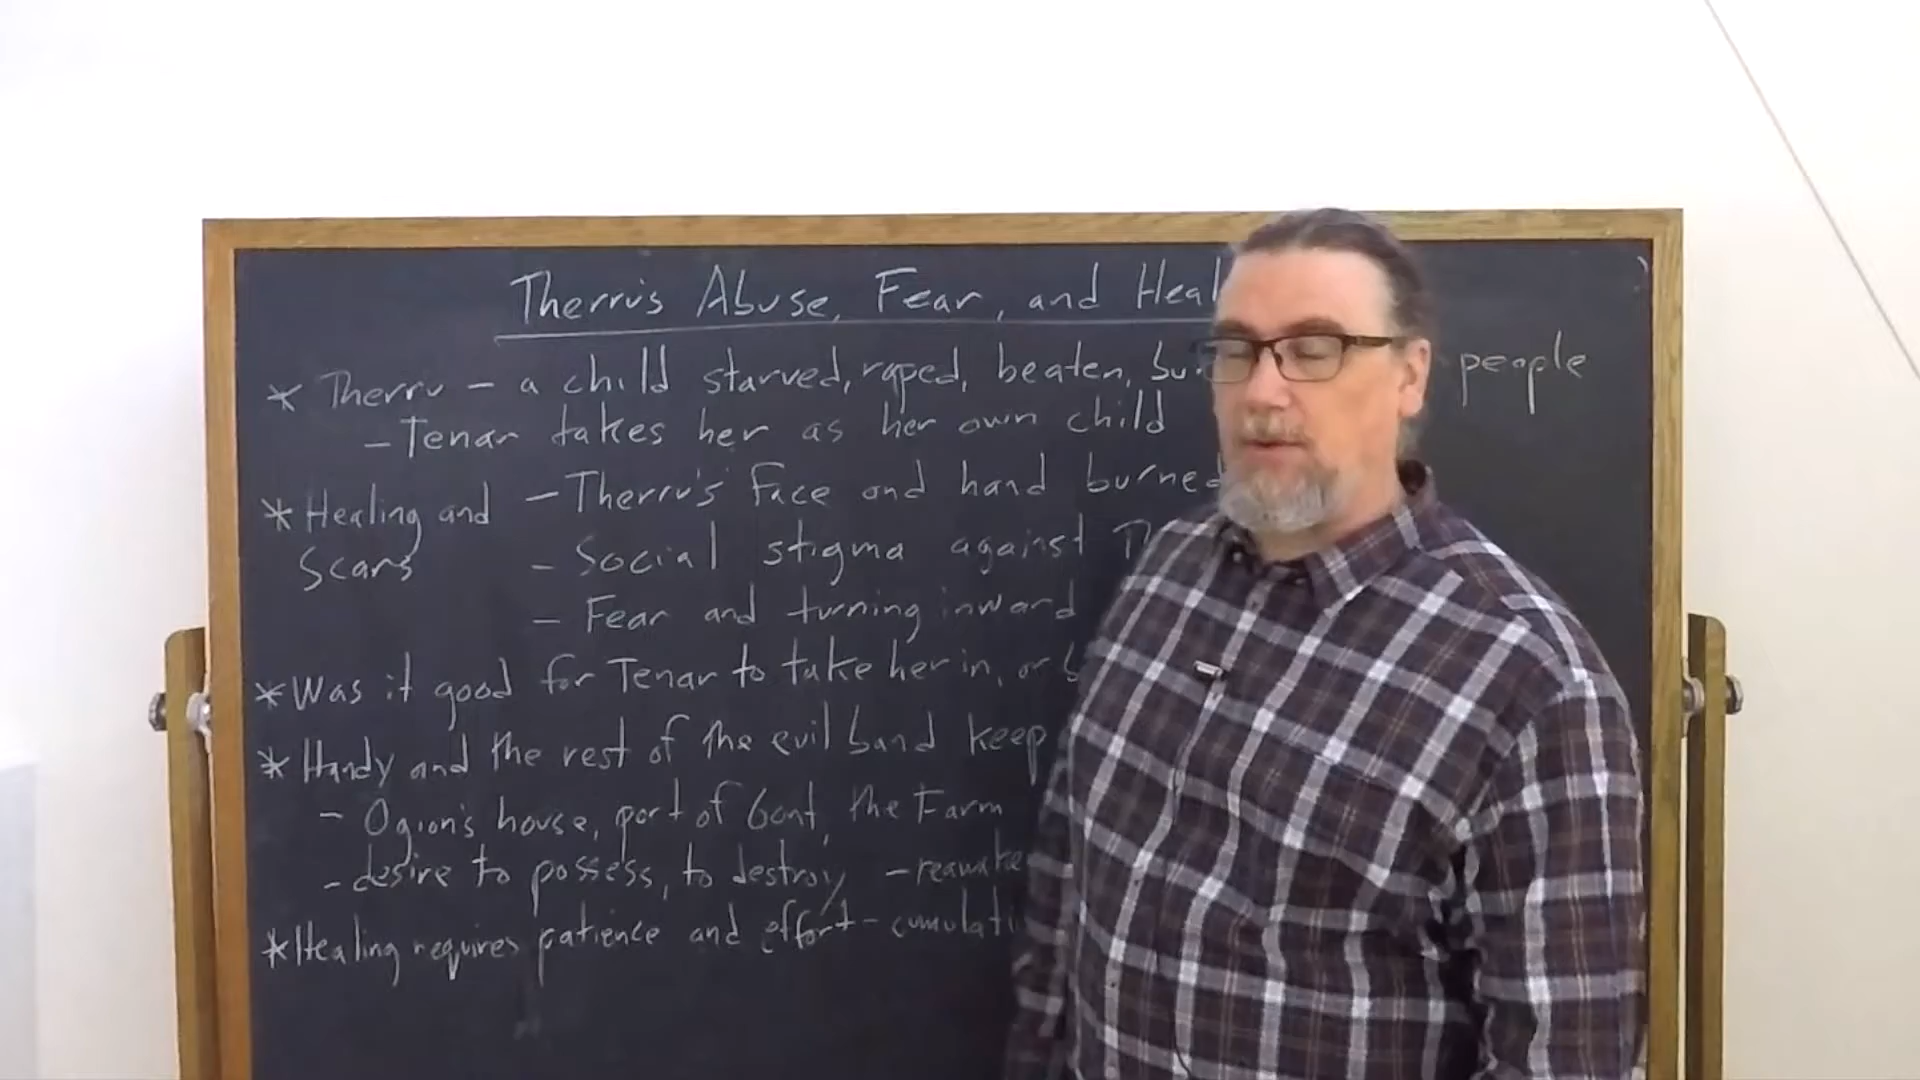 Therru's Abuse, Fear, and Heal
* Therru – a child starved, raped, beaten, people
– Tenar takes her as her own child
* Healing and Scars
– Therru's face and hand burned
– Social stigma against
– Fear and turning inward
* Was it good for Tenar to take her in, or
* Handy and the rest of the evil band keep
– Ogion's house, port of Gont, the Farm
– desire to possess, to destroy – reawake
* Healing requires patience and effort – cumulati